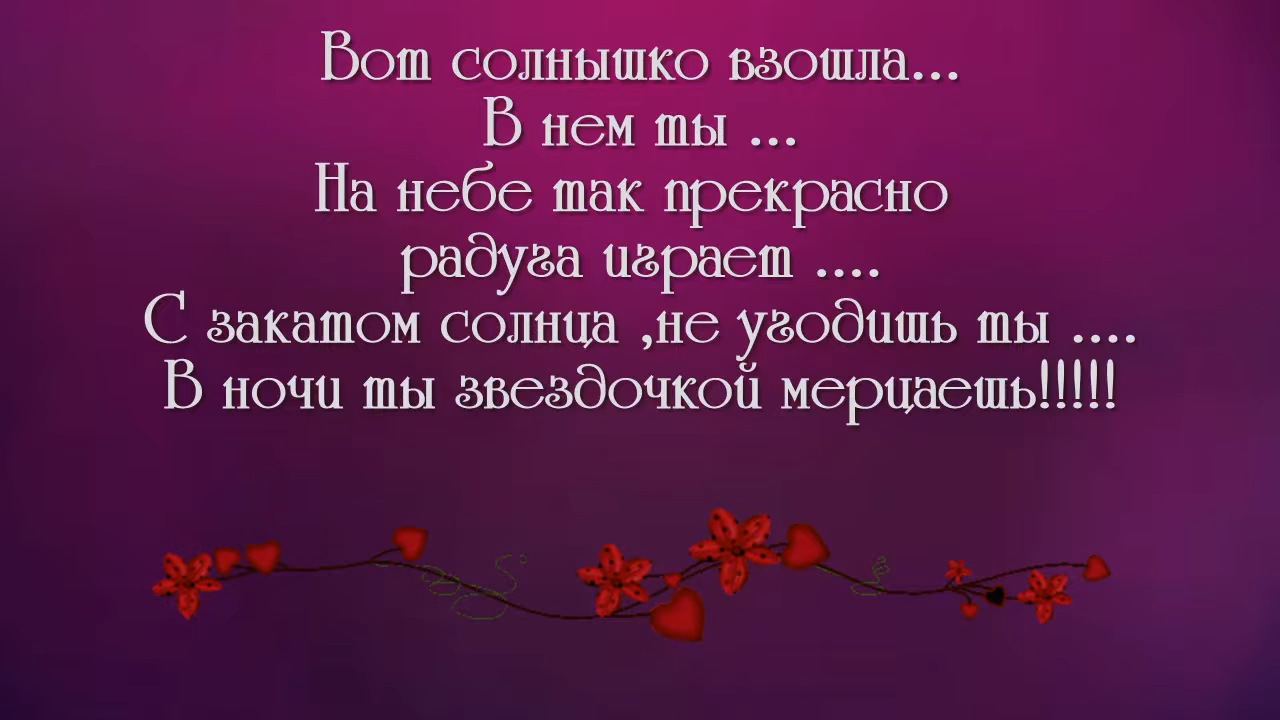 Вот солнышко взошла...
В нем ты ...
На небе так прекрасно
радуга играет ....
С закатом солнца ,не угодишь ты ....
В ночи ты звездочкой мерцаешь!!!!!